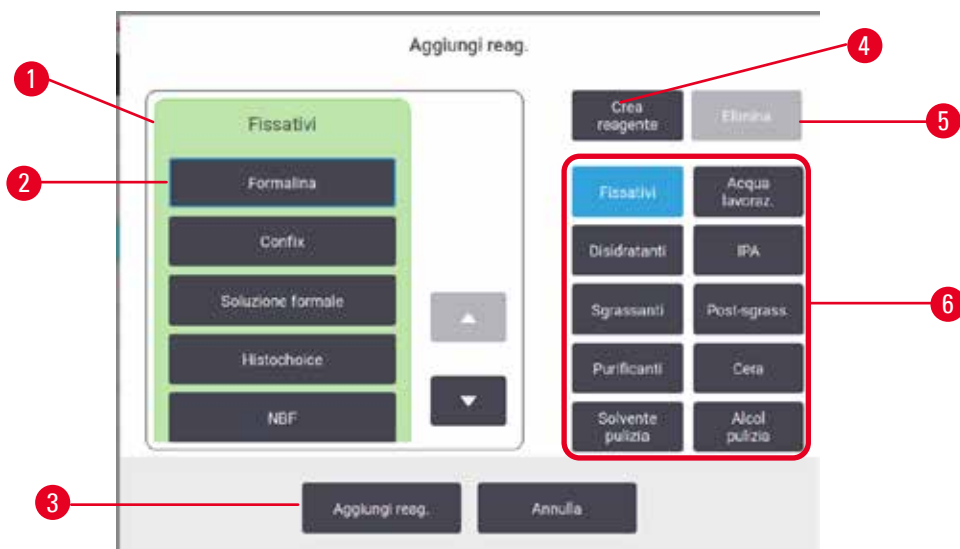 Aggiungi reag.
4
1
Crea
reagente
Elimina
5
Fissativi
2
Formalina
Confix
Soluzione formale
Histochoice
NBF
Fissativi
Acqua
lavoraz.
Disidratanti
IPA
Sgrassanti
Post-sgrass.
6
Purificanti
Cera
Solvente
pulizia
Alcol
pulizia
3
Aggiungi reag.
Annulla